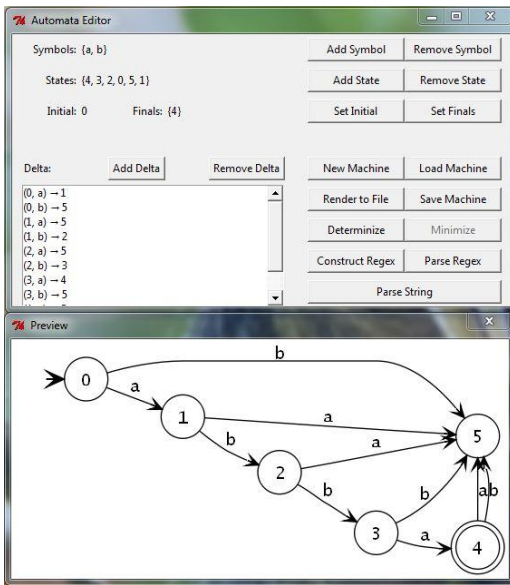 Automata Editor
Symbols: {a, b}
Add Symbol Remove Symbol
States: {4, 3, 2, 0, 5, 1}
Add State Remove State
Initial: 0 Finals: {4}
Set Initial Set Finals
Delta: Add Delta Remove Delta
New Machine Load Machine
(0, a) → 1
(0, b) → 5
(1, a) → 5
(1, b) → 2
(2, a) → 5
(2, b) → 3
(3, a) → 4
(3, b) → 5
Render to File Save Machine
Determinize Minimize
Construct Regex Parse Regex
Parse String
Preview
b
0
a
1
a
5
b
a
2
b
b
a b
3
a
4